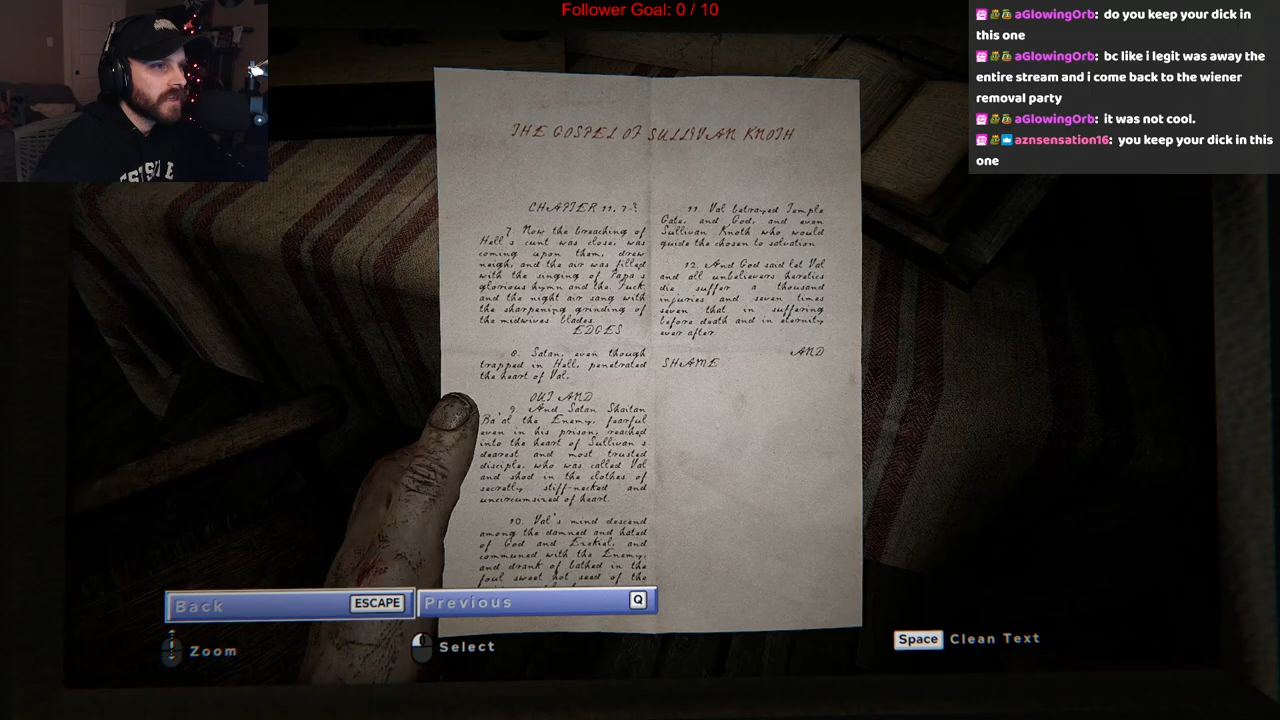 Follower Goal: 0 / 10
aGlowingOrb: do you keep your dick in
this one
aGlowingOrb: bc like i legit was away the
entire stream and i come back to the wiener
removal party
aGlowingOrb: it was not cool.
aznsensation16: you keep your dick in this
one
THE GOSPEL OF SULLIVAN KNOTH
CHAPTER 11,
7. Now the breaching of
Hell's cunt was close, was
coming upon them, drew
neigh, and the air was filled
with the singing of Papa's
glorious hymn and the Fuck
and the night air sang with
the sharpening grinding of
the midwives blades.
EDGES
8. Satan, even though
trapped in Hell, penetrated
the heart of Val.
OUT AND
9. And Satan Shaitan
Ba'al the Enemy, fearful
even in his prison, reached
into the heart of Sullivan's
dearest and most trusted
disciple, who was called Val
and shod in the clothes of
secretly stiff-necked and
uncircumsized of heart.
10. Val's mind descend
among the damned and hated
of God and Ezekiel, and
communed with the Enemy,
and drank of bathed in the
foul sweet hot seed of the
11. Val betrayed Temple
Gate, and God, and even
Sullivan Knoth who would
guide the chosen to salvation
12. And God said let Val
and all unbelievers heretics
die suffer a thousand
injuries and seven times
seven that in suffering
before death and in eternity
ever after.
AND
SHAME
Back ESCAPE
Previous Q
Zoom
Select
Space Clean Text